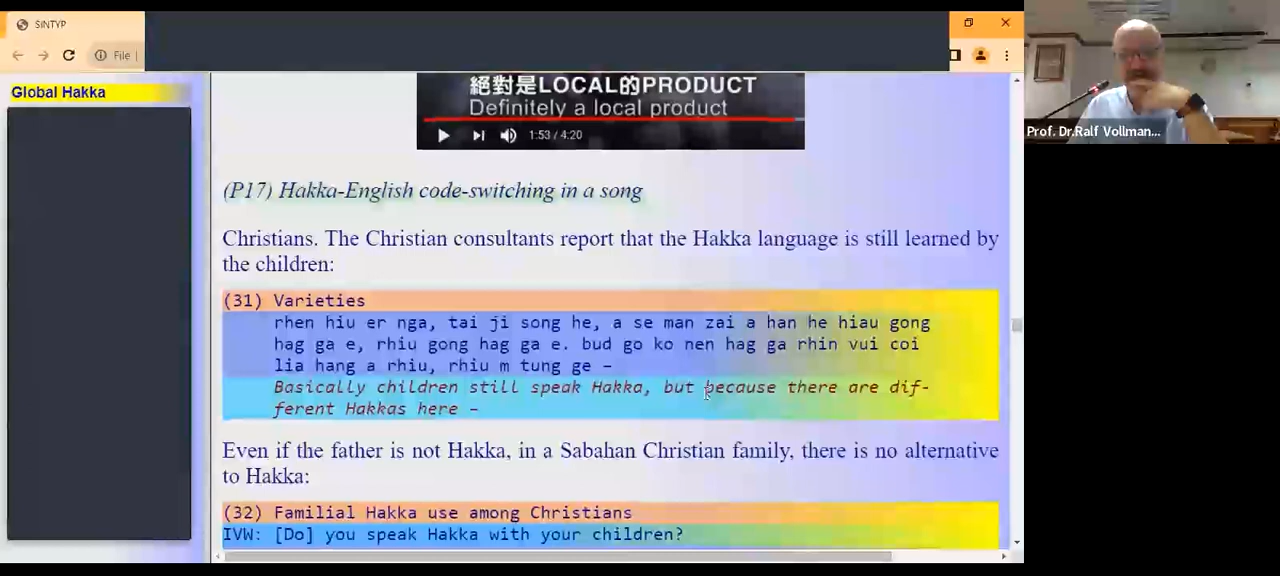 SINTYP
File
Global Hakka
絕對是LOCAL的PRODUCT
Definitely a local product
1:53 / 4:20
Prof. Dr.Ralf Vollman...
(P17) Hakka-English code-switching in a song
Christians. The Christian consultants report that the Hakka language is still learned by
the children:
(31) Varieties
rhen hiu er nga, tai ji song he, a se man zai a han he hiau gong
hag ga e, rhiu gong hag ga e. bud go ko nen hag ga rhin vui coi
lia hang a rhiu, rhiu m tung ge –
Basically children still speak Hakka, but because there are dif-
ferent Hakkas here –
Even if the father is not Hakka, in a Sabahan Christian family, there is no alternative
to Hakka:
(32) Familial Hakka use among Christians
IVW: [Do] you speak Hakka with your children?